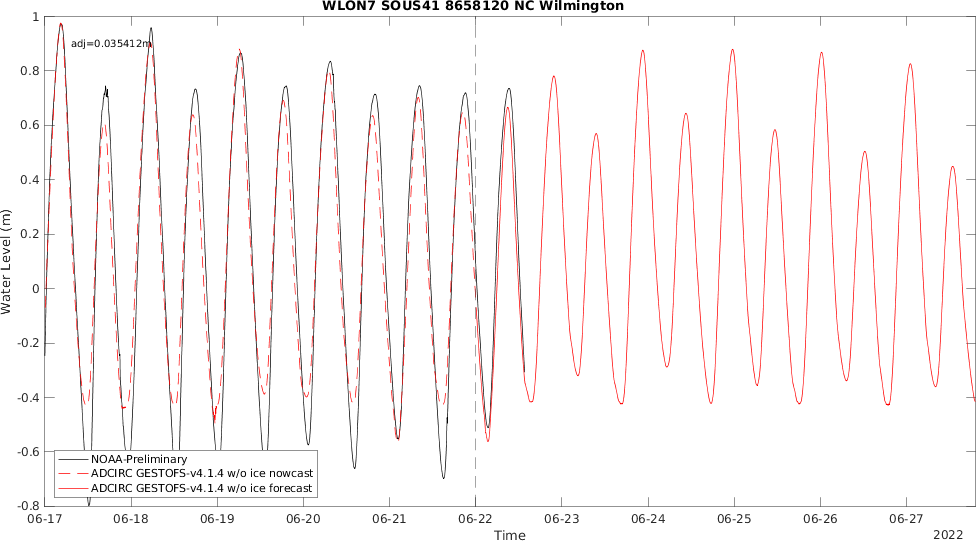 WLON7 SOUS41 8658120 NC Wilmington
adj=0.035412m
Water Level (m)
1
0.8
0.6
0.4
0.2
0
-0.2
-0.4
-0.6
-0.8
NOAA-Preliminary
ADCIRC GESTOFS-v4.1.4 w/o ice nowcast
ADCIRC GESTOFS-v4.1.4 w/o ice forecast
06-17 06-18 06-19 06-20 06-21 06-22 06-23 06-24 06-25 06-26 06-27
Time
2022